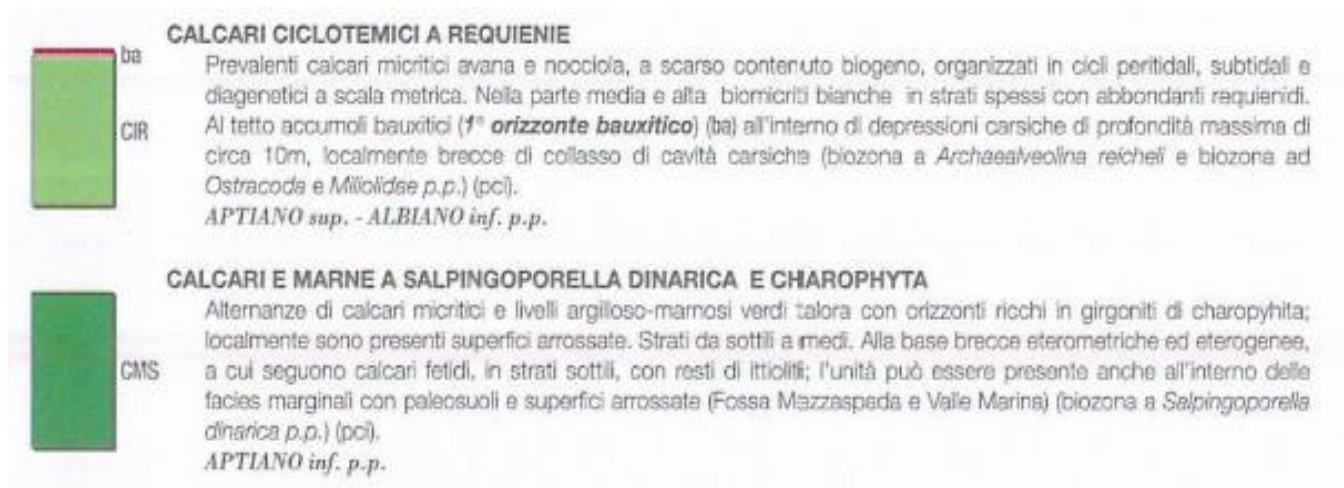 CALCARI CICLOTEMICI A REQUIENIE
ba
Prevalenti calcari micritici avana e nocciola, a scarso contenuto biogeno, organizzati in cicli peritidali, subtidali e
diagenetici a scala metrica. Nella parte media e alta biomicriti bianche in strati spessi con abbondanti requienidi.
CIR
Al tetto accumoli bauxitici (1° orizzonte bauxitico) (ba) all'interno di depressioni carsiche di profondità massima di
circa 10m, localmente brecce di collasso di cavità carsiche (biozona a Archaealveolina reicheli e biozona ad
Ostracoda e Miliolidae p.p.) (pci).
APTIANO sup. - ALBIANO inf. p.p.
CALCARI E MARNE A SALPINGOPORELLA DINARICA E CHAROPHYTA
Alternanze di calcari micritici e livelli argilloso-marnosi verdi talora con orizzonti ricchi in girgoniti di charopyhita;
localmente sono presenti superfici arrossate. Strati da sottili a medi. Alla base brecce eterometriche ed eterogenee,
CMS
a cui seguono calcari fetidi, in strati sottili, con resti di ittioliti; l'unità può essere presente anche all'interno delle
facies marginali con paleosuoli e superfici arrossate (Fossa Mazzaspada e Valle Marina) (biozona a Salpingoporella
dinarica p.p.) (pci).
APTIANO inf. p.p.